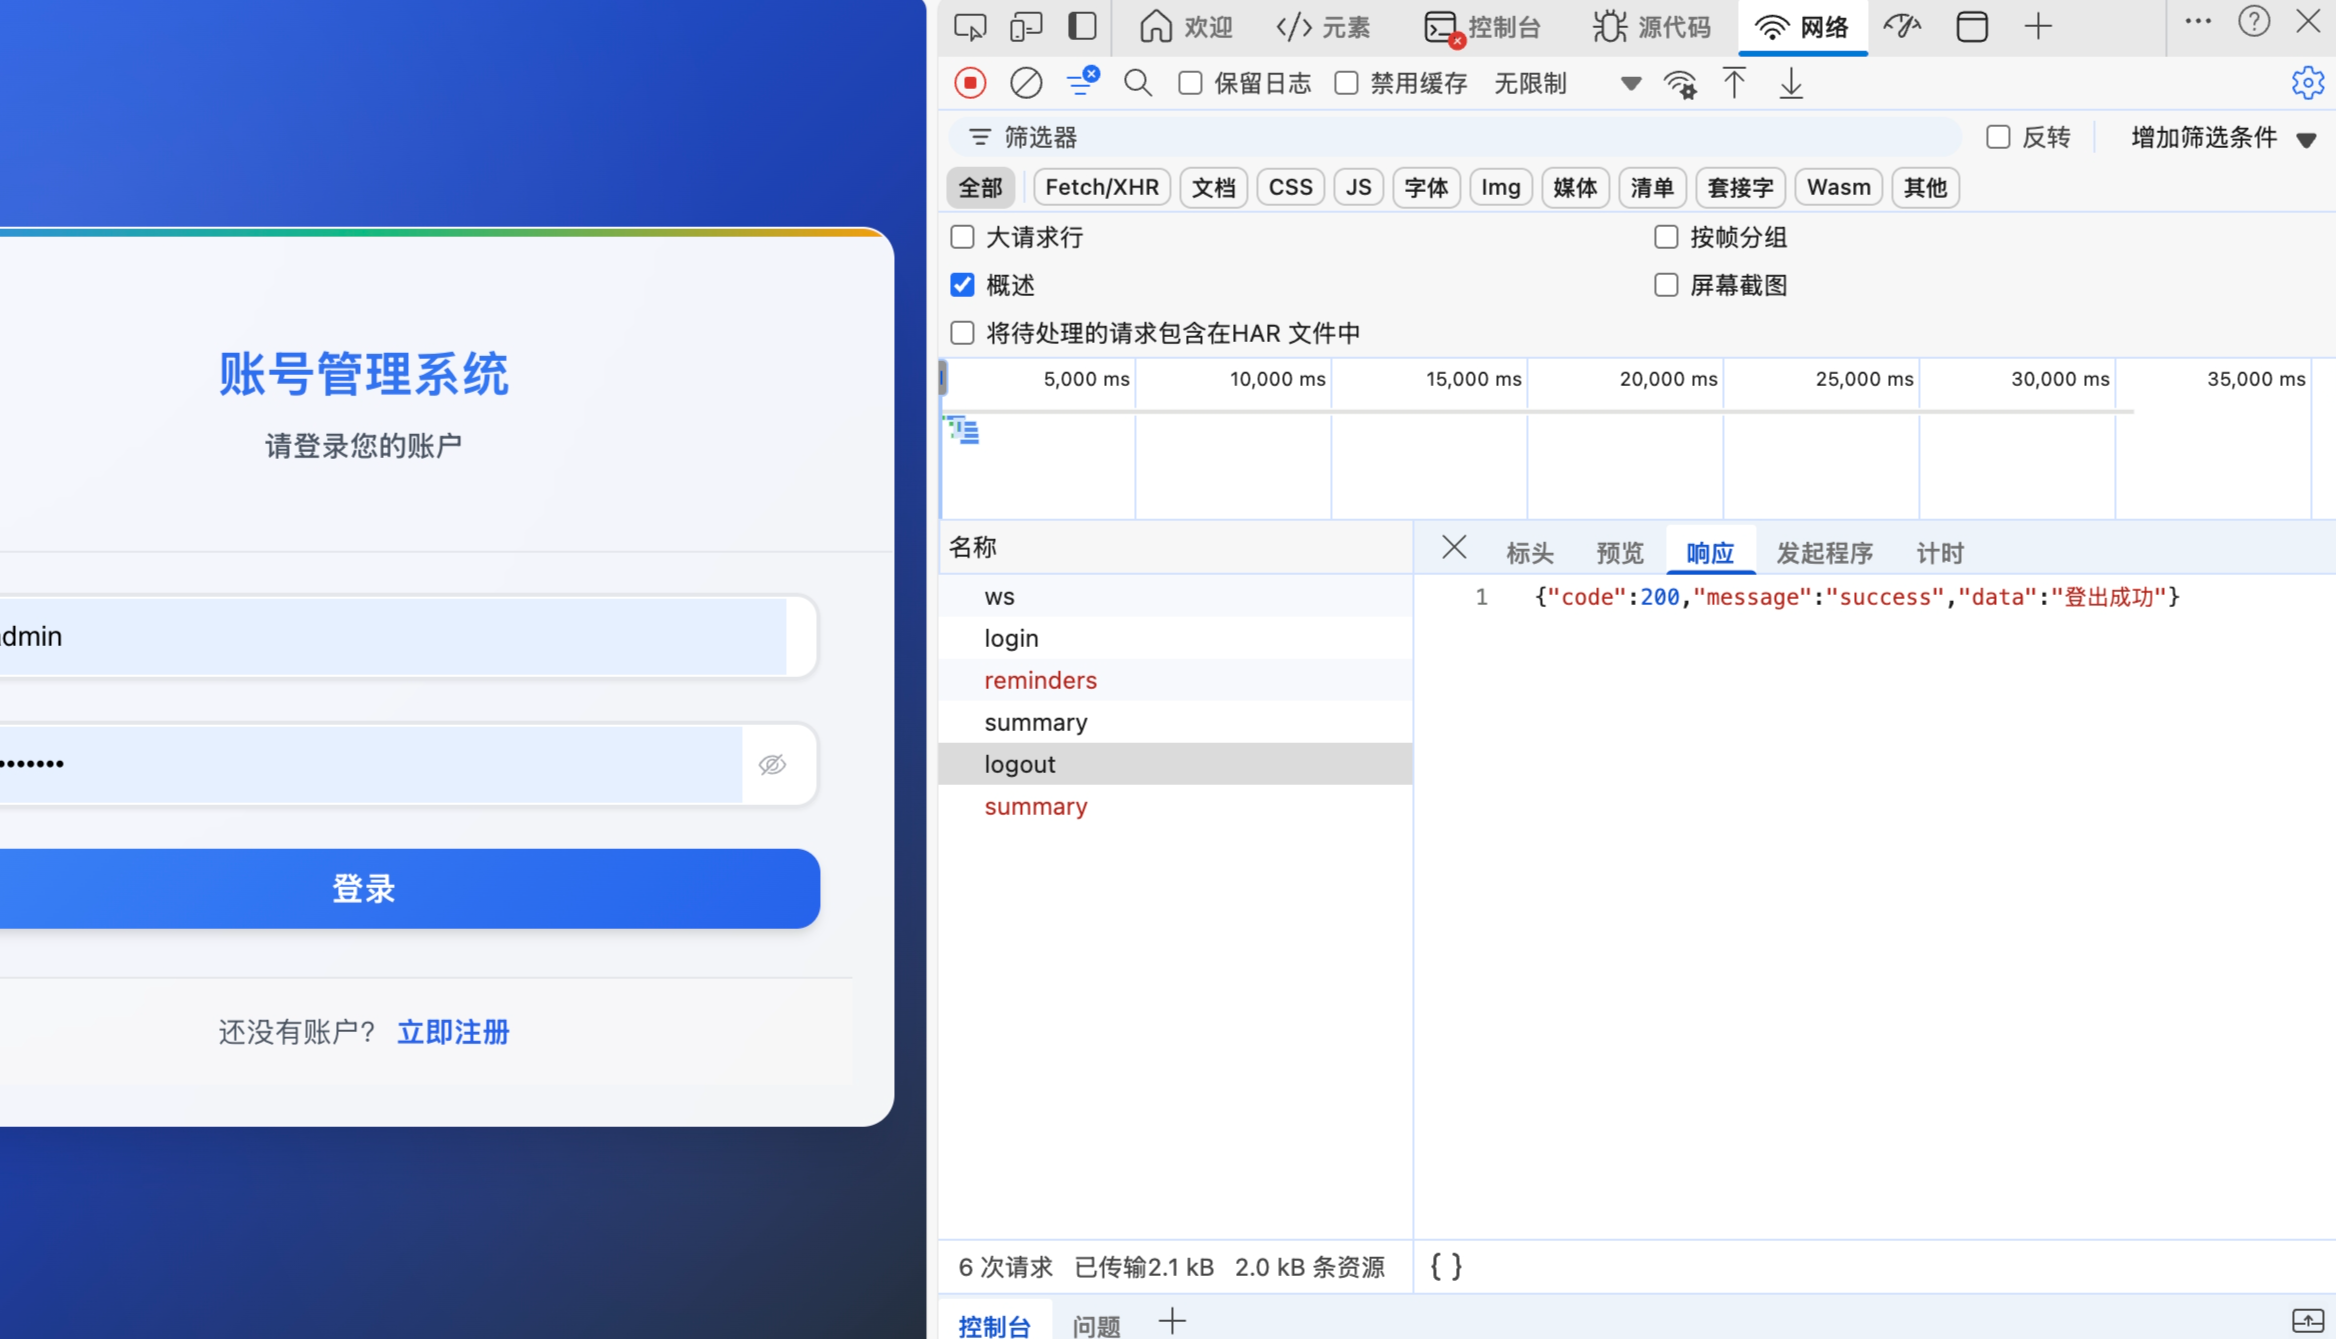 账号管理系统
请登录您的账户
dmin
登录
还没有账户? 立即注册
欢迎 元素 控制台 源代码 网络
保留日志 禁用缓存 无限制
筛选器 反转 增加筛选条件
全部 Fetch/XHR 文档 CSS JS 字体 Img 媒体 清单 套接字 Wasm 其他
大请求行 按帧分组
概述 屏幕截图
将待处理的请求包含在HAR 文件中
5,000 ms 10,000 ms 15,000 ms 20,000 ms 25,000 ms 30,000 ms 35,000 ms
名称
ws
login
reminders
summary
logout
summary
标头 预览 响应 发起程序 计时
1 {"code":200,"message":"success","data":"登出成功"}
6 次请求 已传输2.1 kB 2.0 kB 条资源 { }
控制台 问题